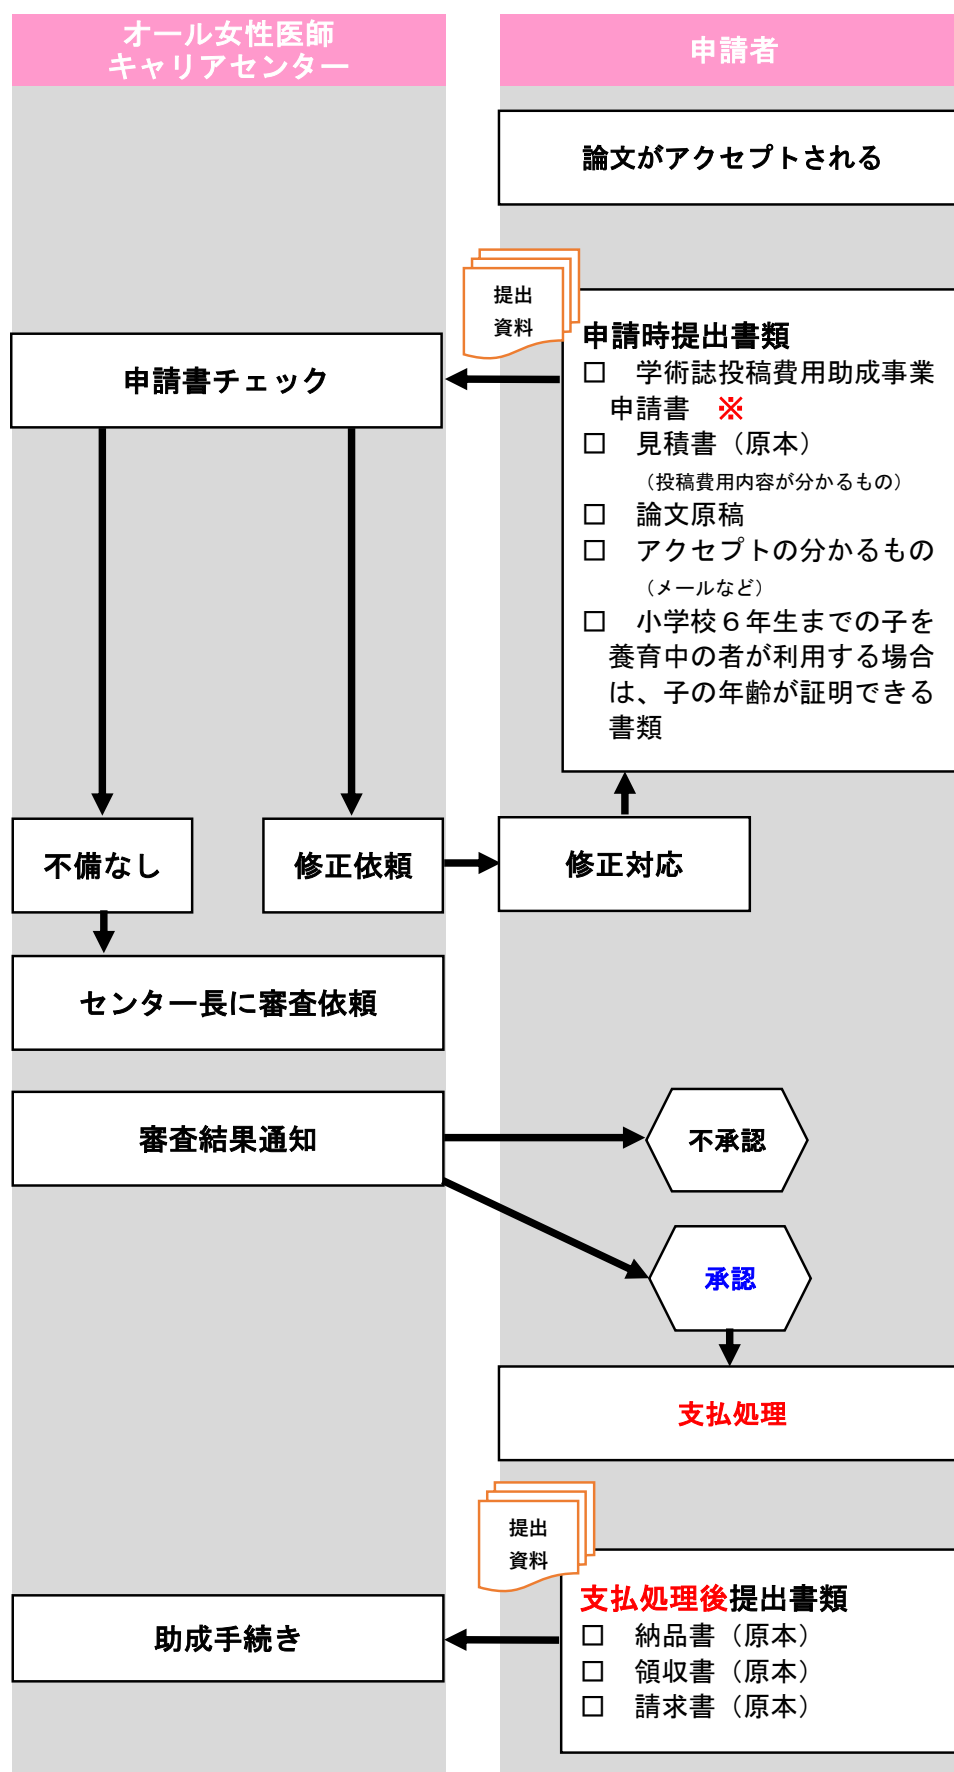 オール女性医師
キャリアセンター
申請者
論文がアクセプトされる
提出
資料
申請時提出書類
□　学術誌投稿費用助成事業
申請書　※
□　見積書（原本）
（投稿費用内容が分かるもの）
□　論文原稿
□　アクセプトの分かるもの
（メールなど）
□　小学校６年生までの子を
養育中の者が利用する場合
は、子の年齢が証明できる
書類
申請書チェック
不備なし
修正依頼
修正対応
センター長に審査依頼
審査結果通知
不承認
承認
支払処理
提出
資料
支払処理後提出書類
□　納品書（原本）
□　領収書（原本）
□　請求書（原本）
助成手続き